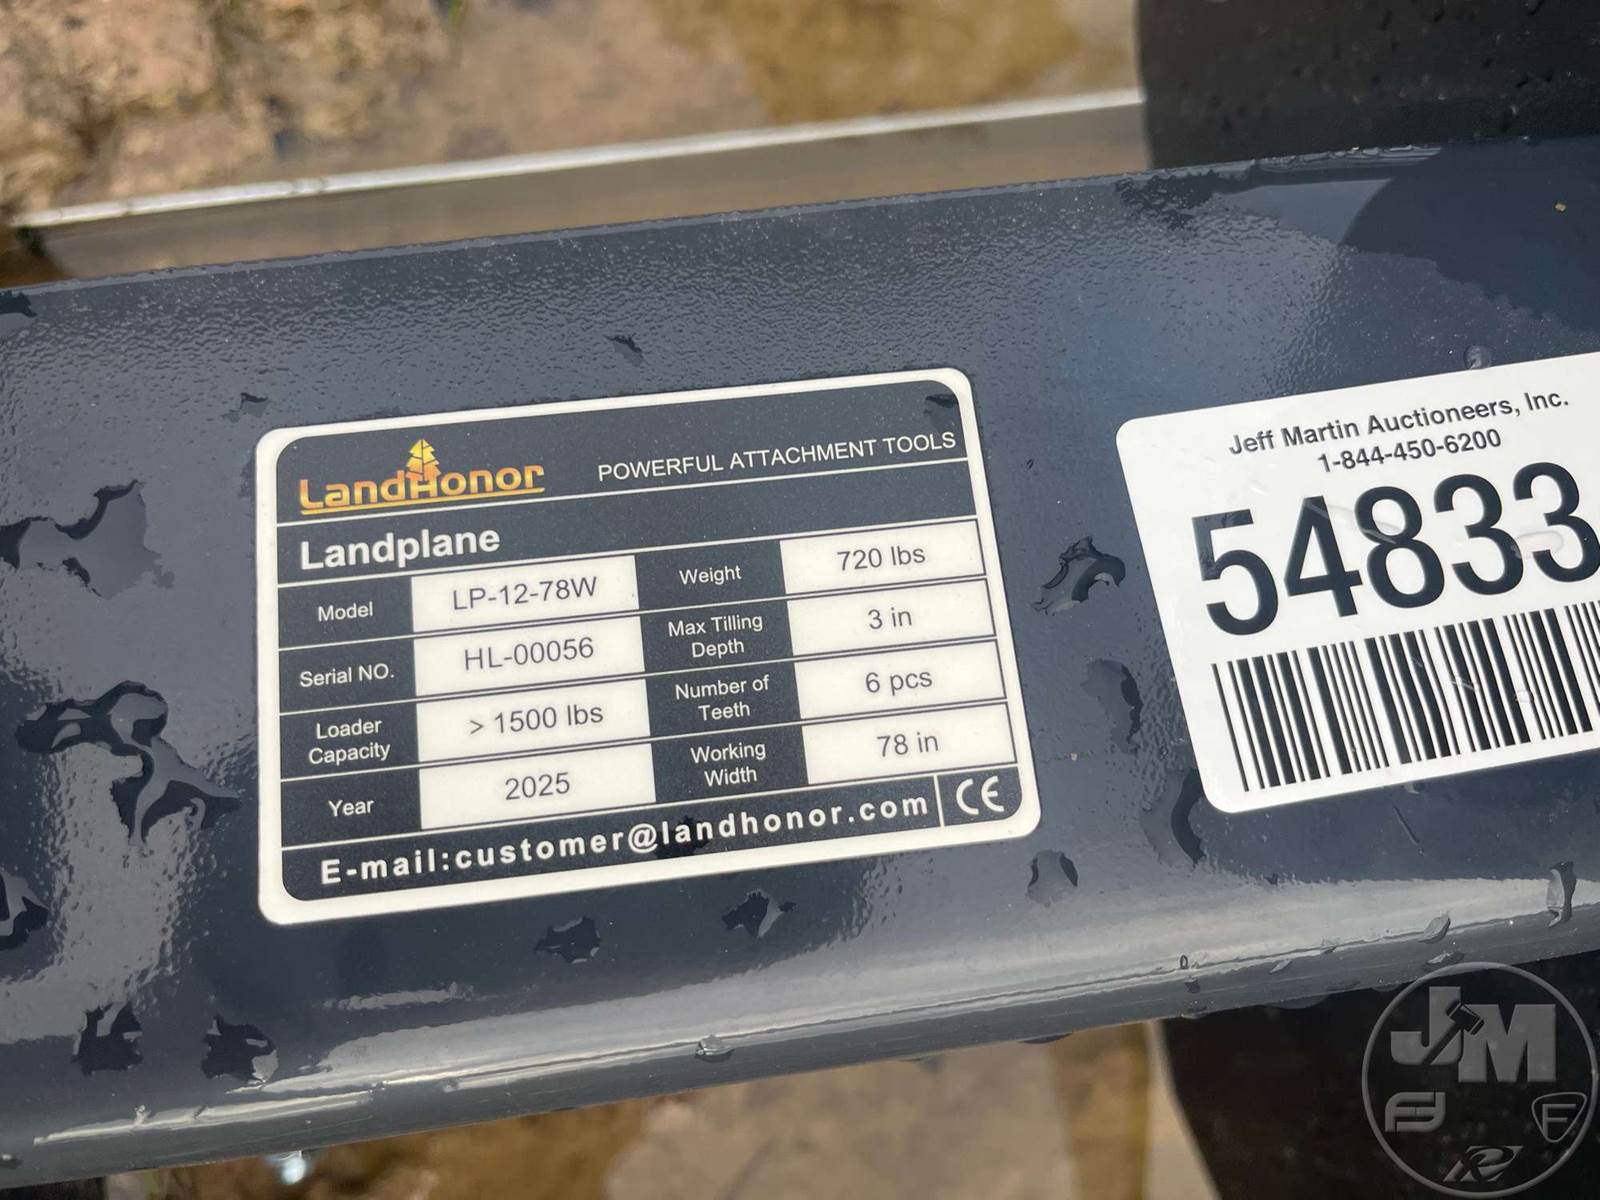 LandHonor
POWERFUL ATTACHMENT TOOLS
Landplane
Model LP-12-78W Weight 720 lbs
Serial NO. HL-00056 Max Tilling Depth 3 in
Loader Capacity > 1500 lbs Number of Teeth 6 pcs
Year 2025 Working Width 78 in
E-mail:customer@landhonor.com CE
Jeff Martin Auctioneers, Inc.
1-844-450-6200
54833
JM